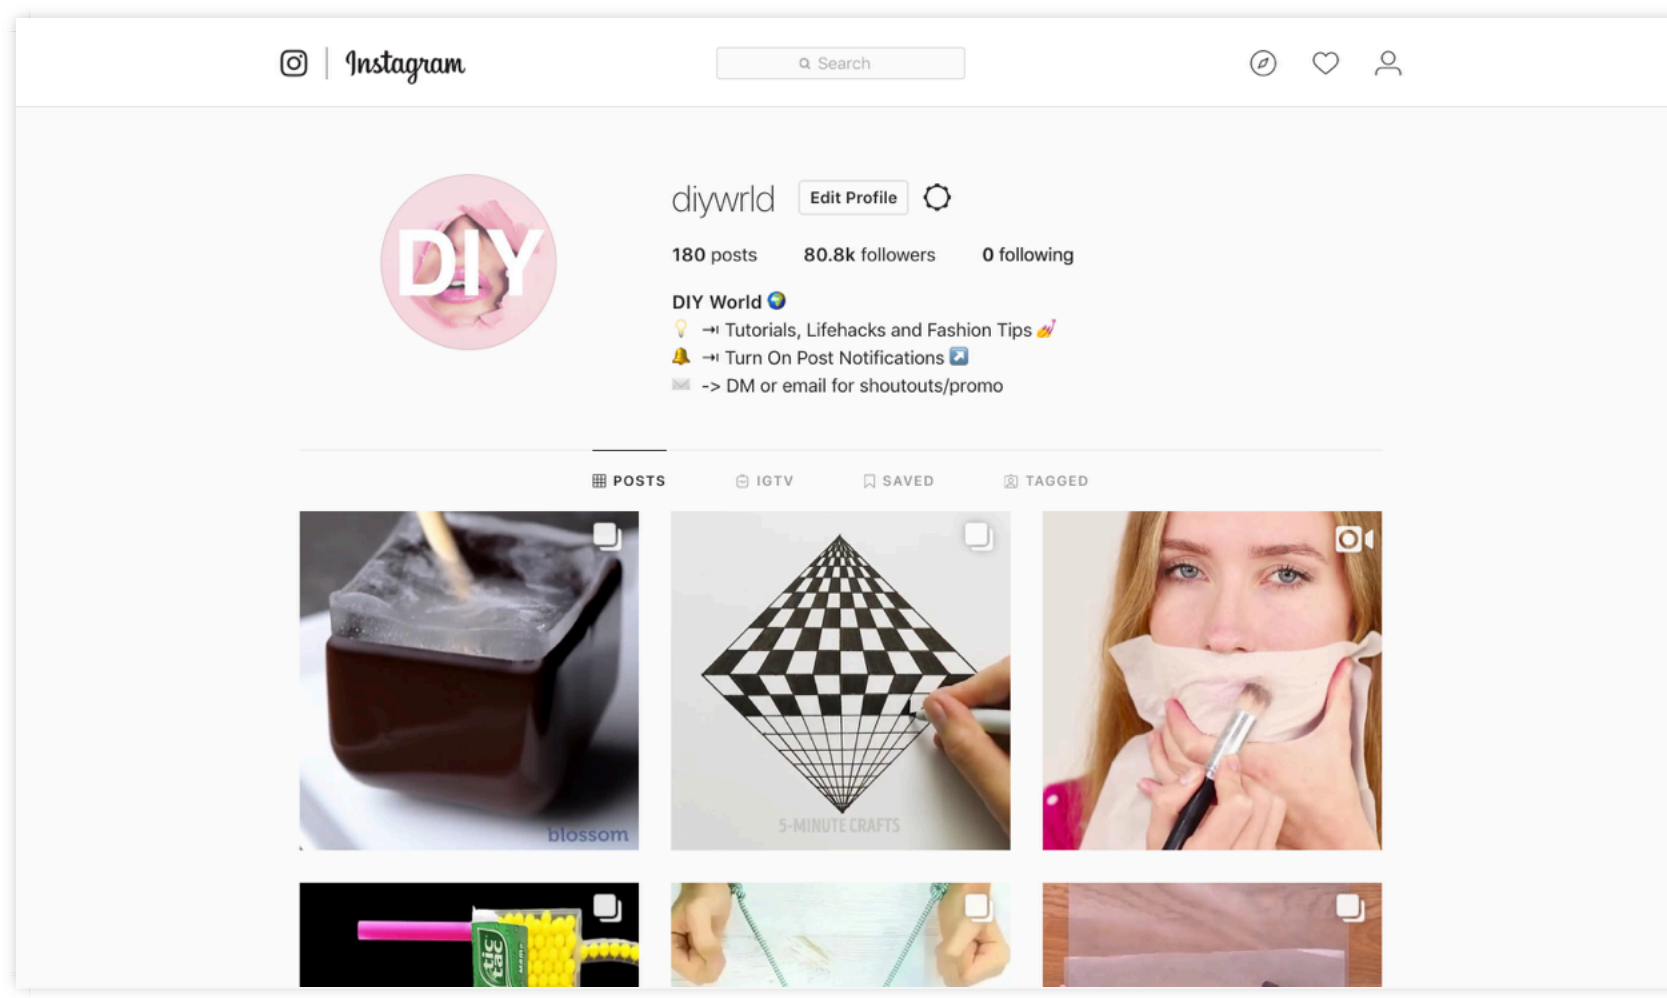 Instagram
Search
diywrld Edit Profile
180 posts 80.8k followers 0 following
DIY World 🌍
💡 ⇥ Tutorials, Lifehacks and Fashion Tips 💅
🔔 ⇥ Turn On Post Notifications ↗️
✉️ -> DM or email for shoutouts/promo
DIY
POSTS IGTV SAVED TAGGED
blossom
5-MINUTE CRAFTS
tic
tac